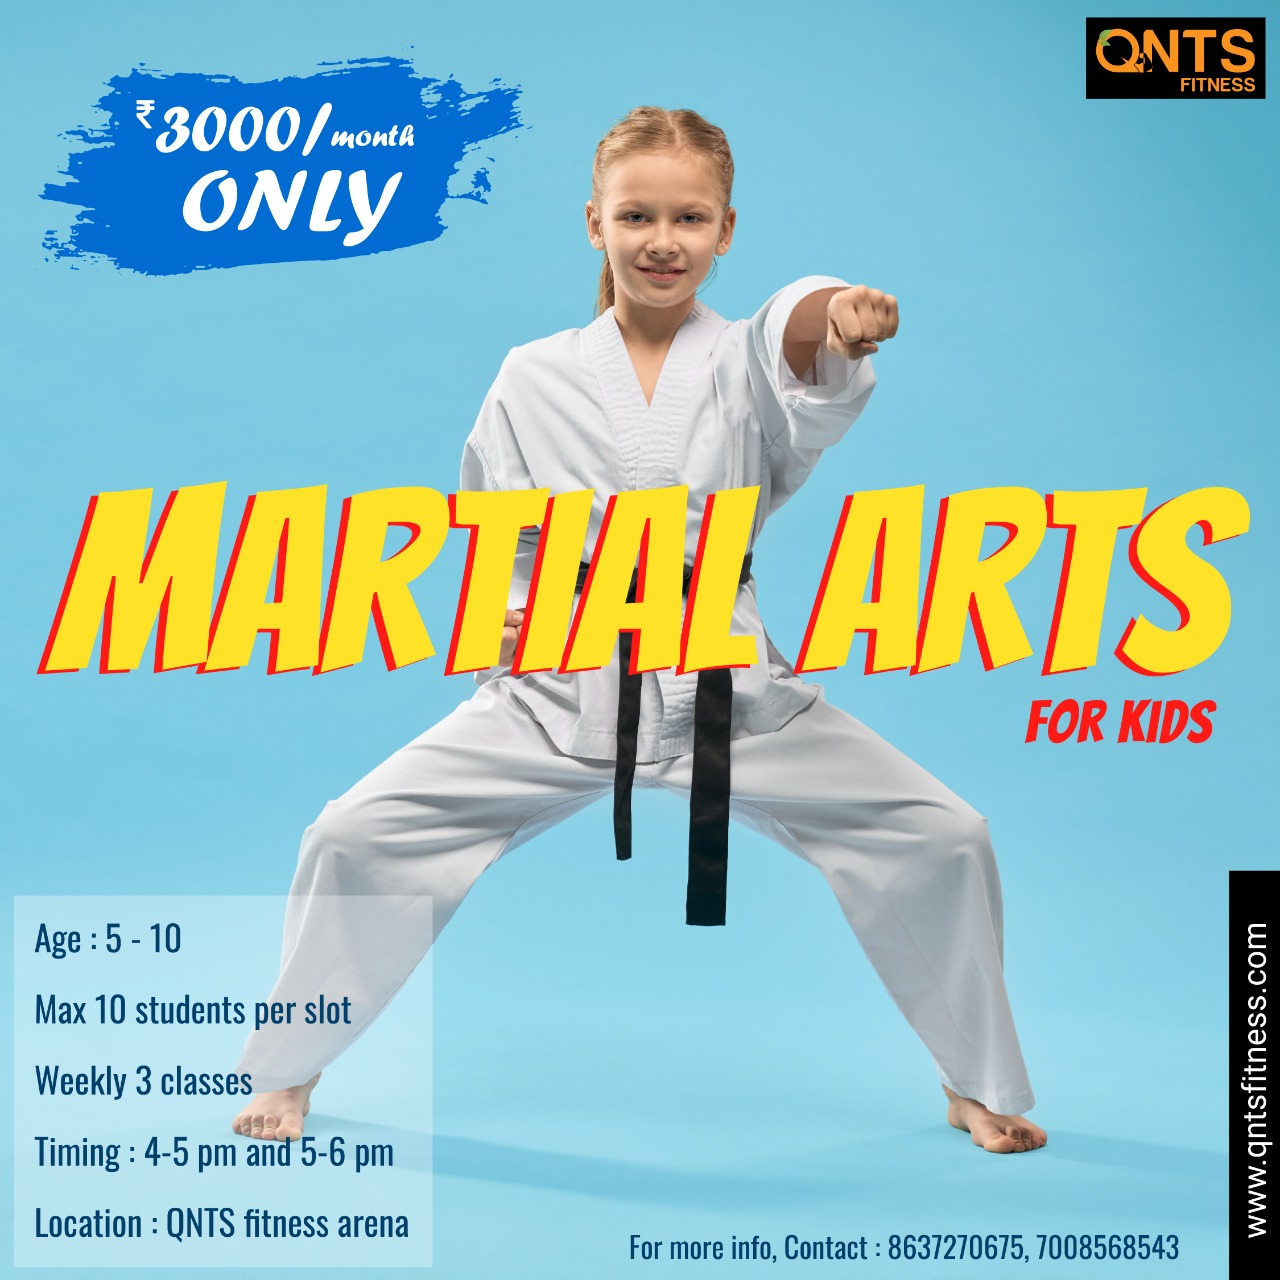 QNTS
FITNESS
₹3000/month
ONLY
MARTIAL ARTS
FOR KIDS
Age : 5 - 10
Max 10 students per slot
Weekly 3 classes
Timing : 4-5 pm and 5-6 pm
Location : QNTS fitness arena
For more info, Contact : 8637270675, 7008568543
www.qntsfitness.com